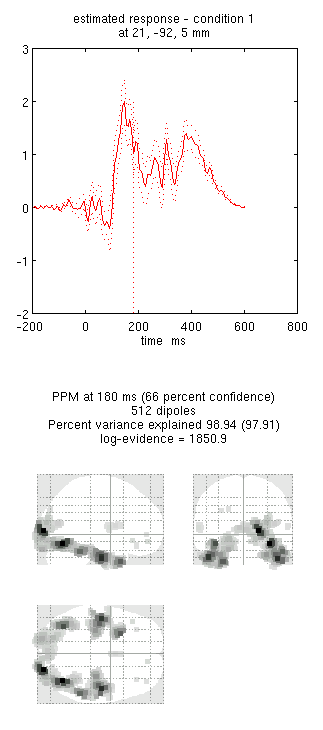 estimated response - condition 1
at 21, -92, 5 mm
3
2
1
0
-1
-2
-200
0
200
400
600
800
time  ms
PPM at 180 ms (66 percent confidence)
512 dipoles
Percent variance explained 98.94 (97.91)
log-evidence = 1850.9